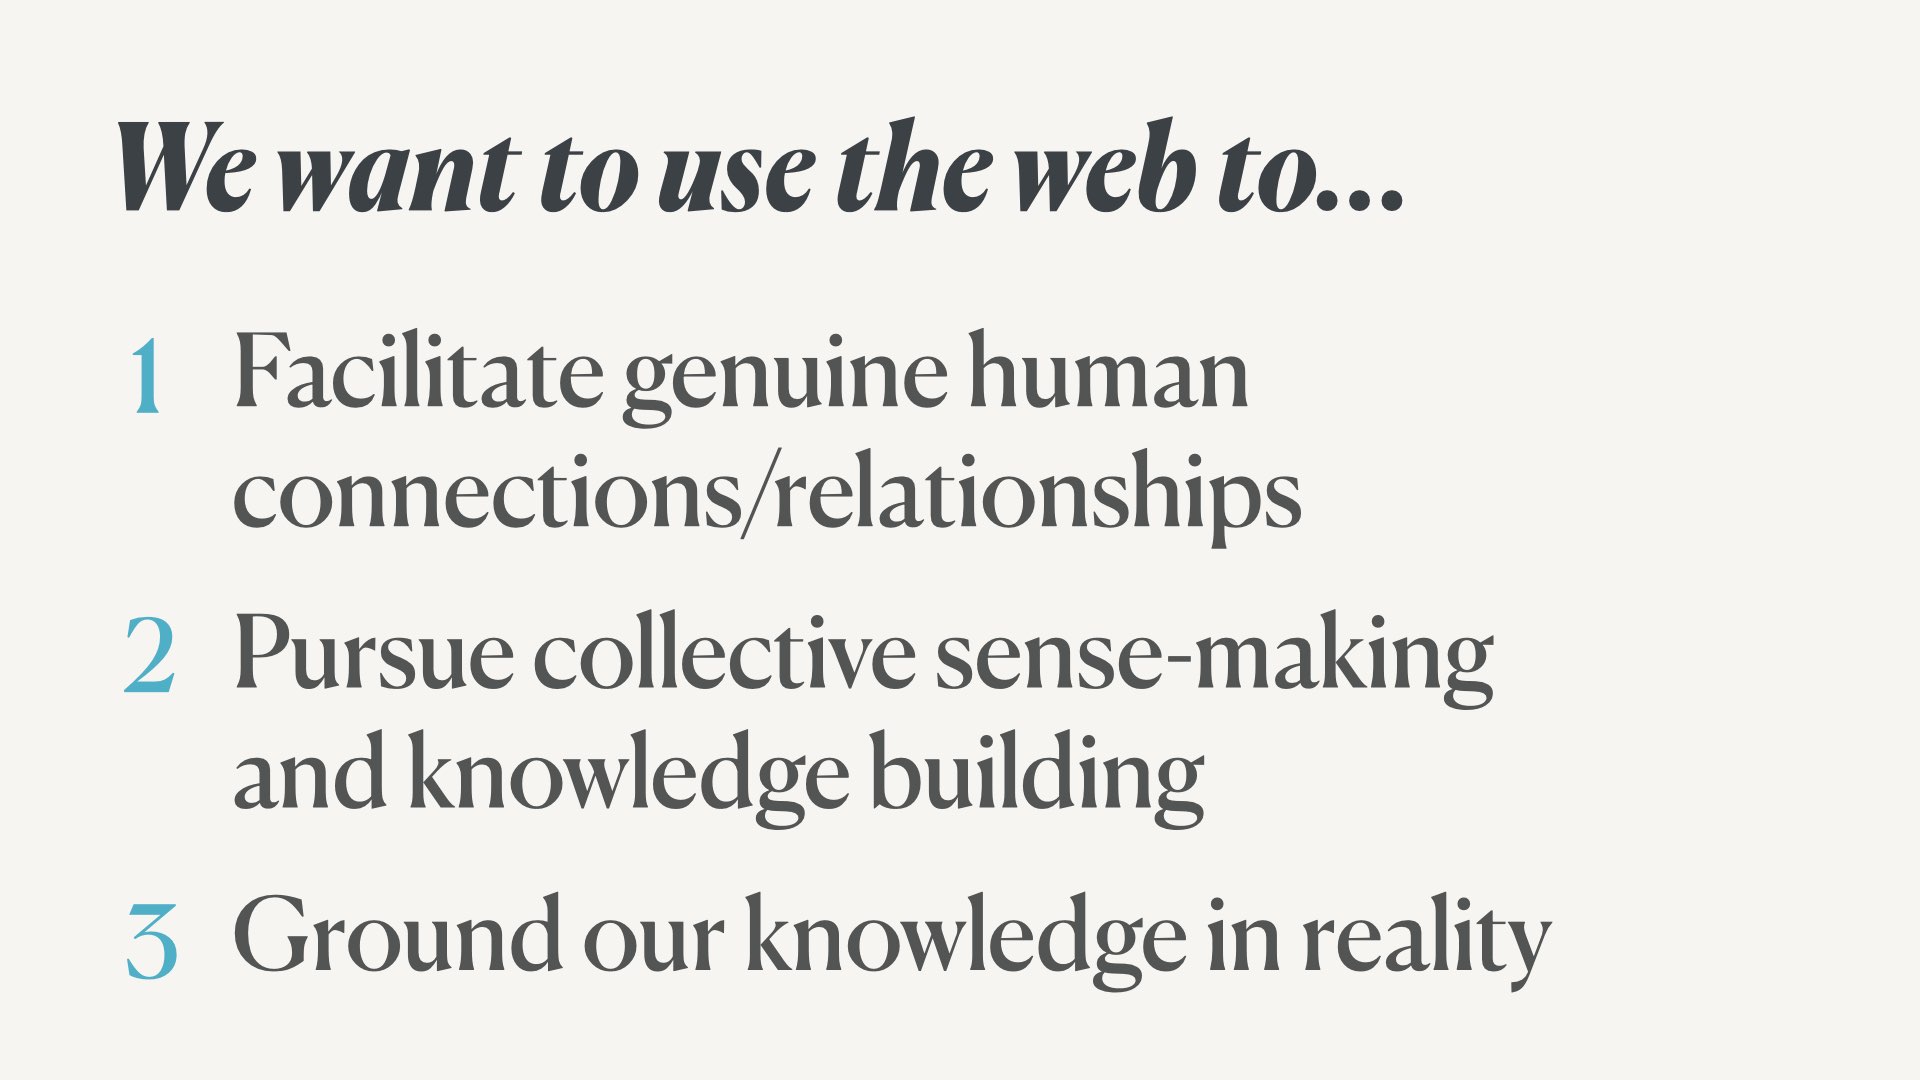 We want to use the web to...
1 Facilitate genuine human
connections/relationships
2 Pursue collective sense-making
and knowledge building
3 Ground our knowledge in reality